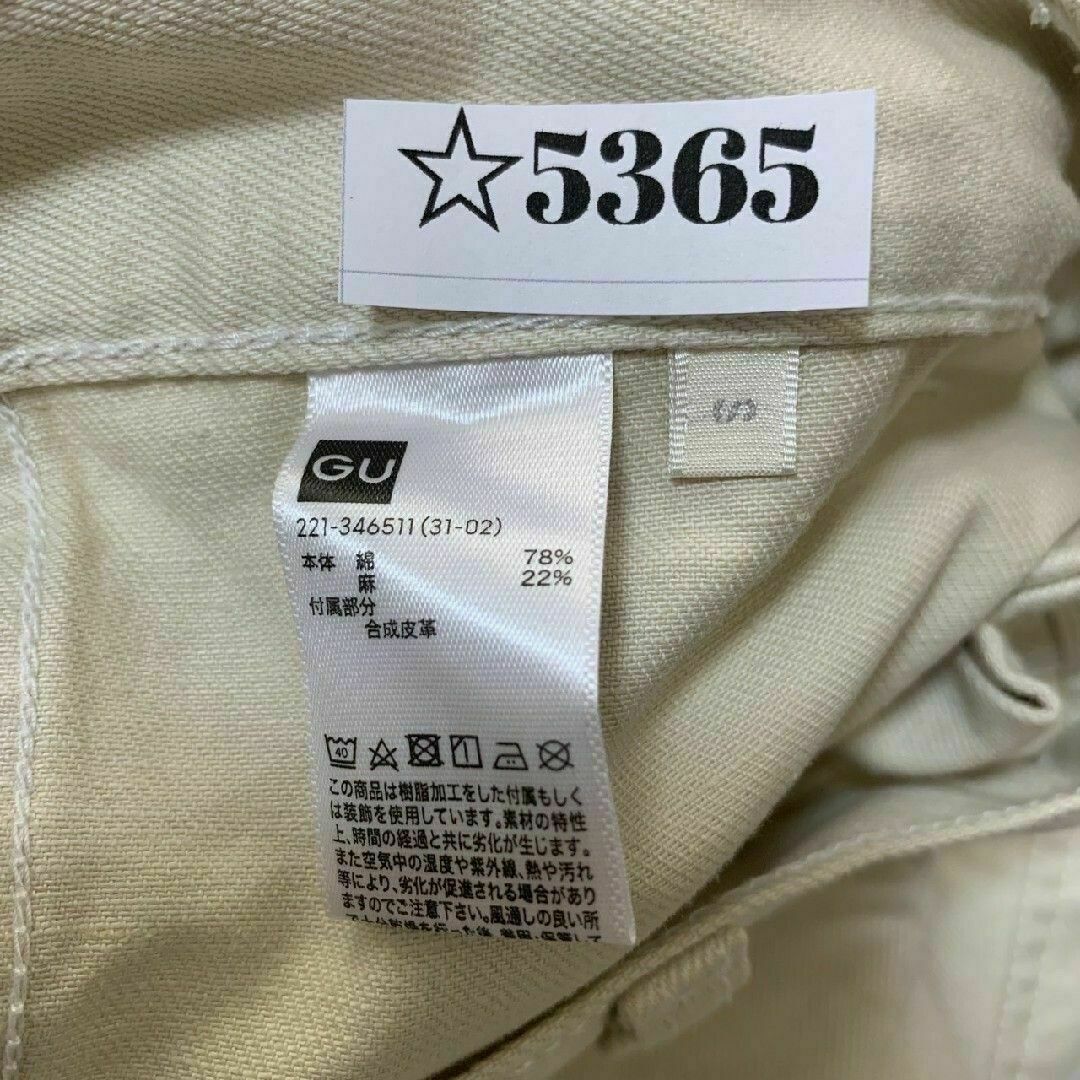 ☆5365
S
GU
221-346511(31-02)
本体 綿 78%
麻 22%
付属部分
合成皮革
40
この商品は樹脂加工をした付属もしく
は装飾を使用しています。素材の特性
上、時間の経過と共に劣化が生じます。
また空気中の湿度や紫外線、熱や汚れ
等により、劣化が促進される場合があり
ますのでご注意下さい。風通しの良い所